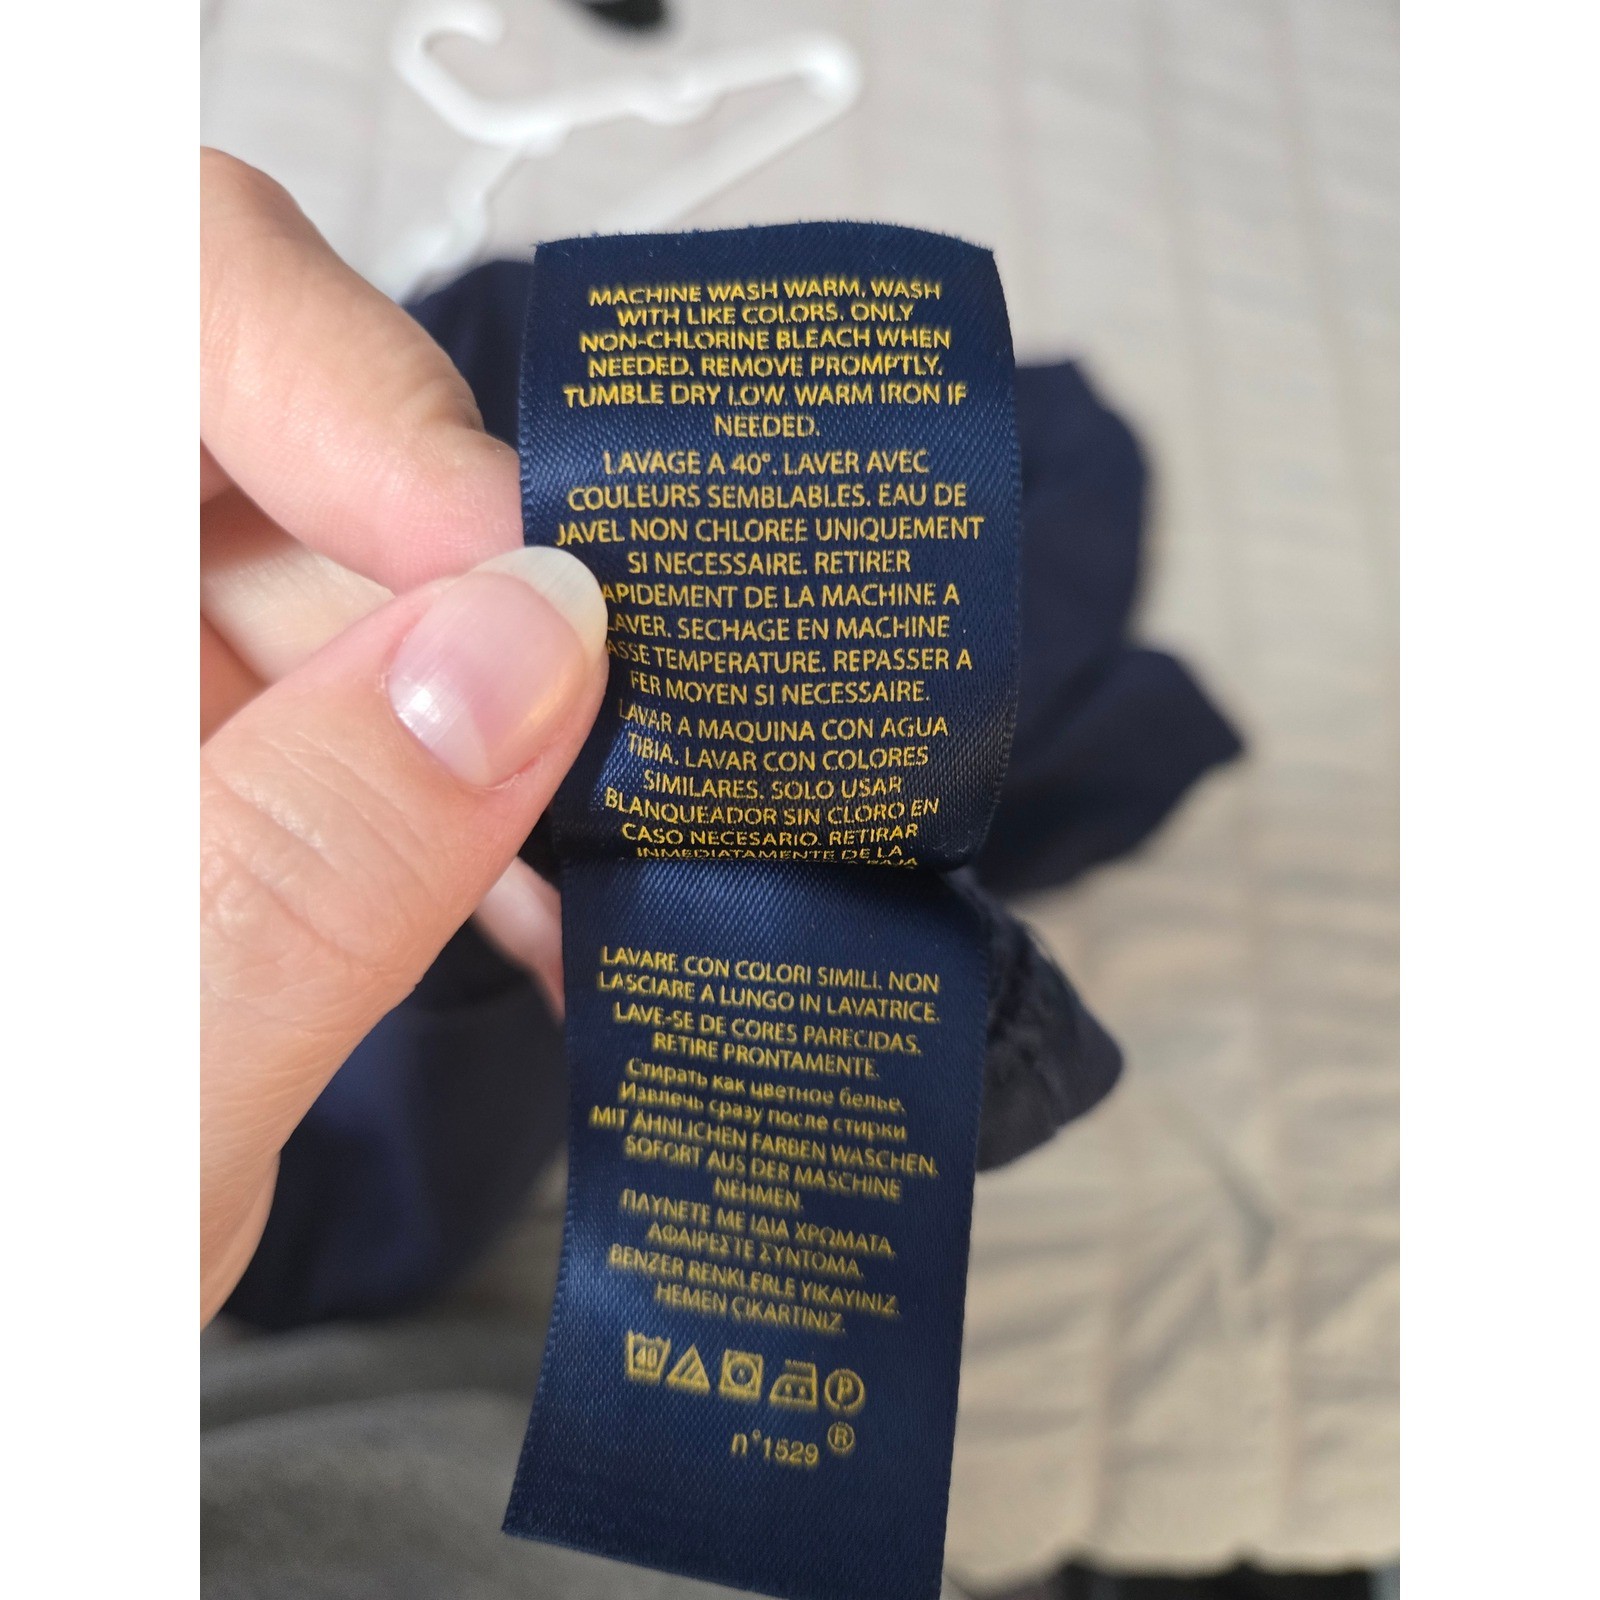 MACHINE WASH WARM. WASH
WITH LIKE COLORS. ONLY
NON-CHLORINE BLEACH WHEN
NEEDED. REMOVE PROMPTLY.
TUMBLE DRY LOW. WARM IRON IF
NEEDED.
LAVAGE A 40°. LAVER AVEC
COULEURS SEMBLABLES. EAU DE
JAVEL NON CHLOREE UNIQUEMENT
SI NECESSAIRE. RETIRER
APIDEMENT DE LA MACHINE A
LAVER. SECHAGE EN MACHINE
ASSE TEMPERATURE. REPASSER A
FER MOYEN SI NECESSAIRE.
LAVAR A MAQUINA CON AGUA
TIBIA. LAVAR CON COLORES
SIMILARES. SOLO USAR
BLANQUEADOR SIN CLORO EN
CASO NECESARIO. RETIRAR
INMEDIATAMENTE DE LA
A BAJA
LAVARE CON COLORI SIMILI. NON
LASCIARE A LUNGO IN LAVATRICE.
LAVE-SE DE CORES PARECIDAS.
RETIRE PRONTAMENTE.
Стирать как цветное белье.
Извлечь сразу после стирки
MIT ÄHNLICHEN FARBEN WASCHEN.
SOFORT AUS DER MASCHINE
NEHMEN.
ΠΛΥΝΕΤΕ ΜΕ ΙΔΙΑ ΧΡΩΜΑΤΑ.
ΑΦΑΙΡΕΣΤΕ ΣΥΝΤΟΜΑ.
BENZER RENKLERLE YIKAYINIZ.
HEMEN ÇIKARTINIZ.
40 P
n°1529 ®